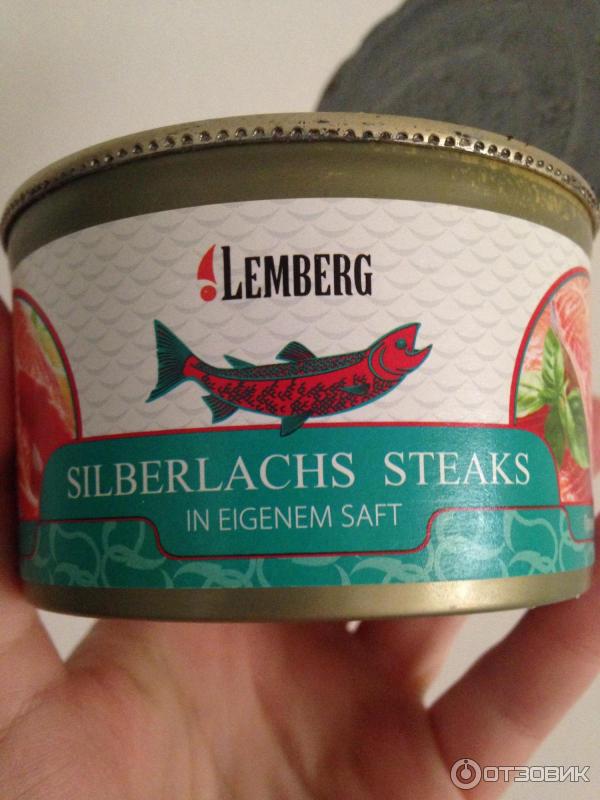 LEMBERG
SILBERLACHS STEAKS
IN EIGENEM SAFT
ОТЗОВИК